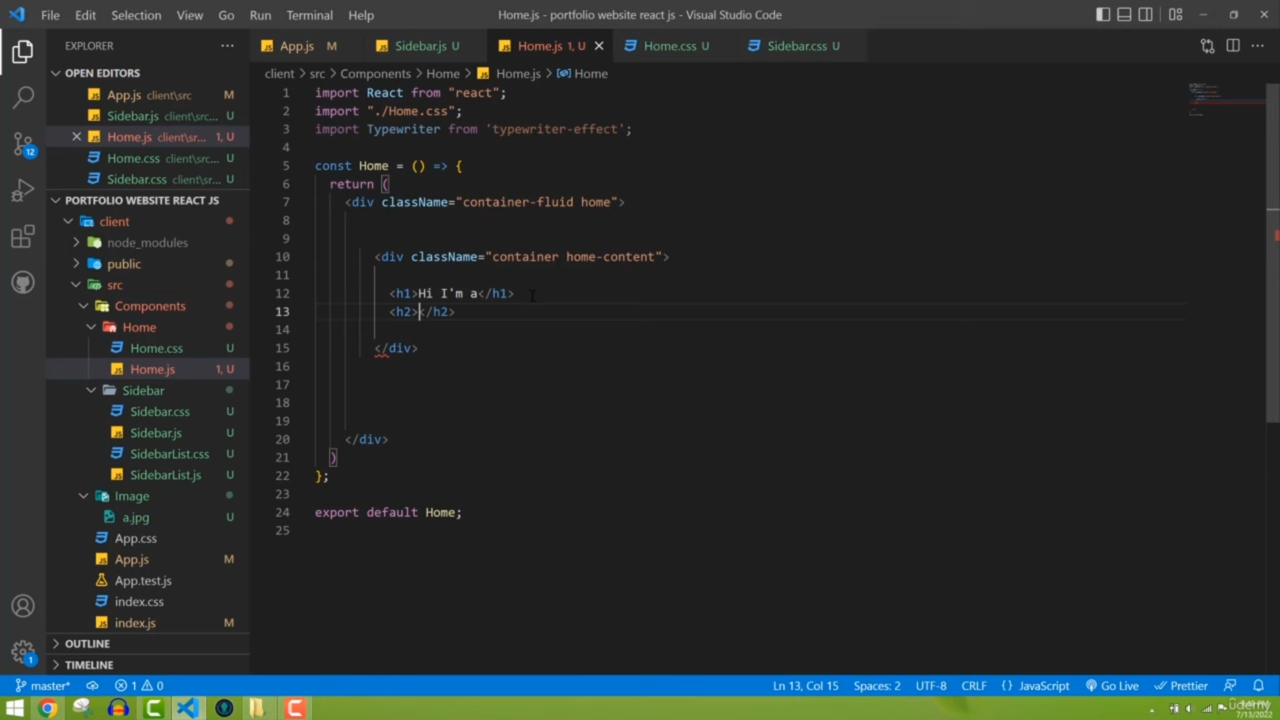 File Edit Selection View Go Run Terminal Help
Home.js - portfolio website react js - Visual Studio Code
EXPLORER
App.js M
Sidebar.js U
Home.js 1, U
Home.css U
Sidebar.css U
OPEN EDITORS
App.js client\src M
Sidebar.js client\src... U
Home.js client\sr... 1, U
Home.css client\src... U
Sidebar.css client\sr... U
client > src > Components > Home > Home.js > Home
PORTFOLIO WEBSITE REACT JS
client
node_modules
public
src
Components
Home
Home.css U
Home.js 1, U
Sidebar
Sidebar.css U
Sidebar.js U
SidebarList.css U
SidebarList.js U
Image
a.jpg U
App.css
App.js M
App.test.js
index.css
index.js M
OUTLINE
TIMELINE
12
1
1 import React from "react";
2 import "./Home.css";
3 import Typewriter from 'typewriter-effect';
4
5 const Home = () => {
6 return (
7 <div className="container-fluid home">
8
9
10 <div className="container home-content">
11
12 <h1>Hi I'm a</h1>
13 <h2></h2>
14
15 </div>
16
17
18
19
20 </div>
21 )
22 };
23
24 export default Home;
25
master* 1 0
Ln 13, Col 15 Spaces: 2 UTF-8 CRLF {} JavaScript Go Live Prettier
7/13/2022
udemy